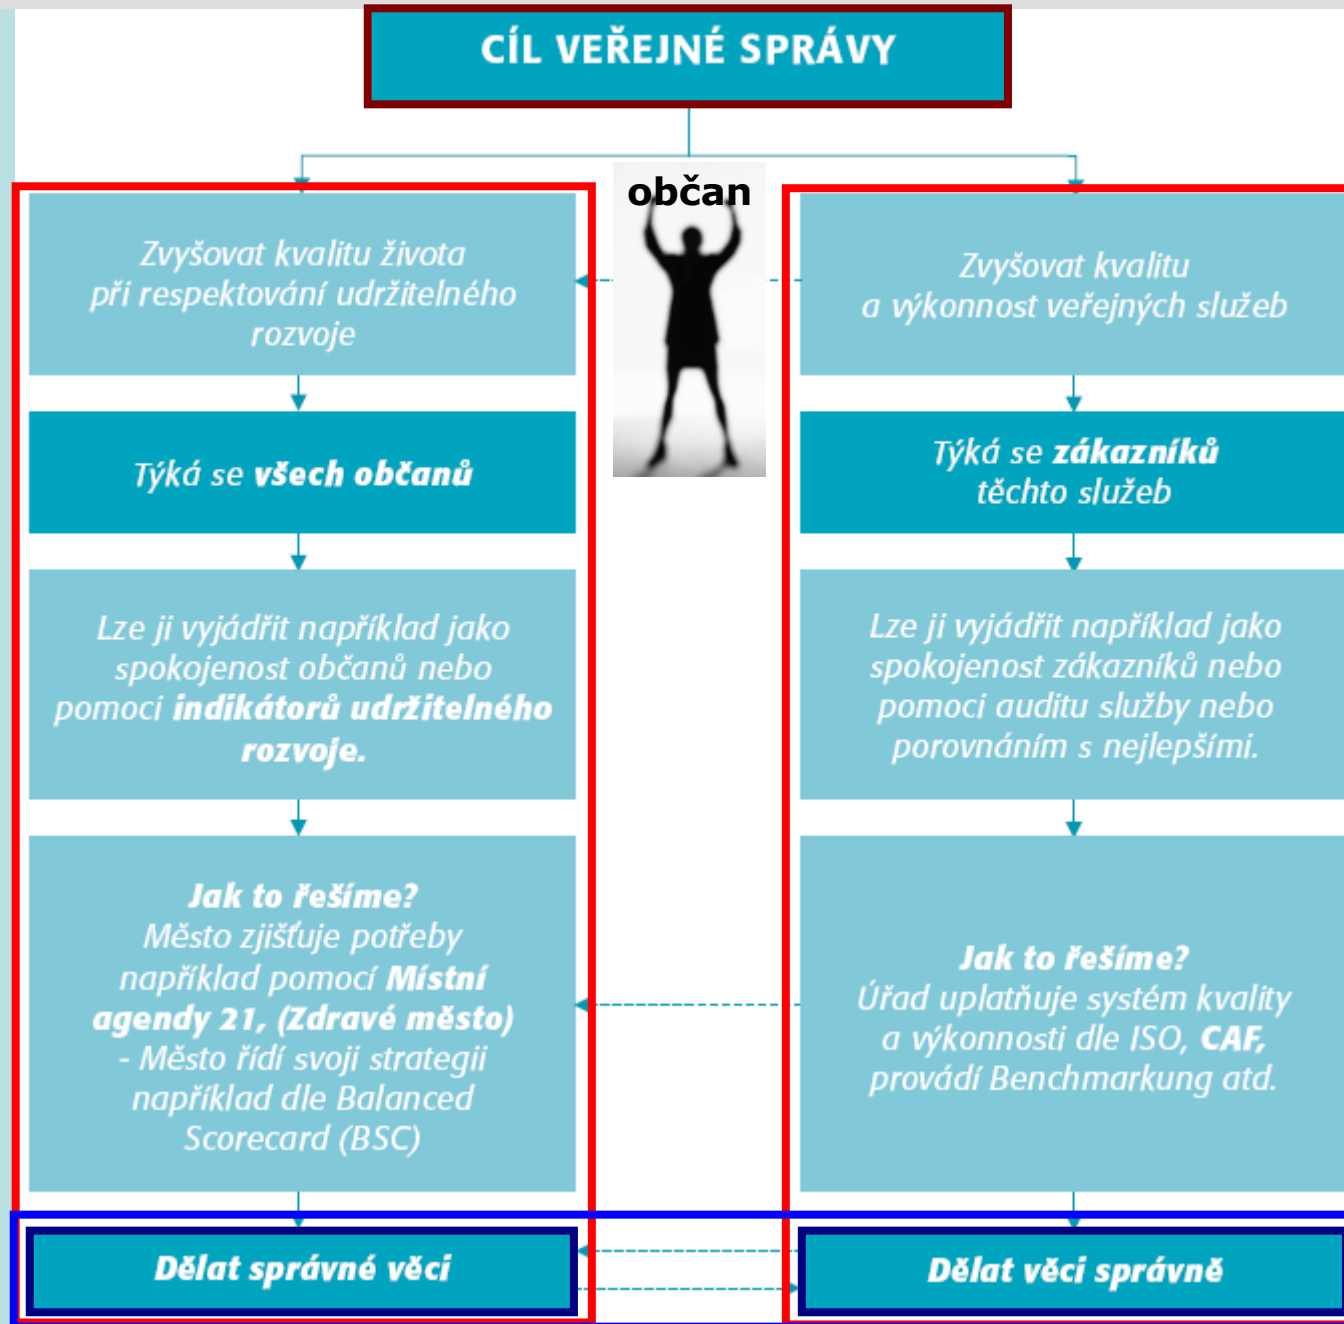 CÍL VEŘEJNÉ SPRÁVY
občan
Zvyšovat kvalitu života
při respektování udržitelného
rozvoje
Týká se všech občanů
Lze ji vyjádřit například jako
spokojenost občanů nebo
pomoci indikátorů udržitelného
rozvoje.
Jak to řešíme?
Město zjišťuje potřeby
například pomocí Místní
agendy 21, (Zdravé město)
- Město řídí svoji strategii
například dle Balanced
Scorecard (BSC)
Dělat správné věci
Zvyšovat kvalitu
a výkonnost veřejných služeb
Týká se zákazníků
těchto služeb
Lze ji vyjádřit například jako
spokojenost zákazníků nebo
pomoci auditu služby nebo
porovnáním s nejlepšími.
Jak to řešíme?
Úřad uplatňuje systém kvality
a výkonnosti dle ISO, CAF,
provádí Benchmarkung atd.
Dělat věci správně